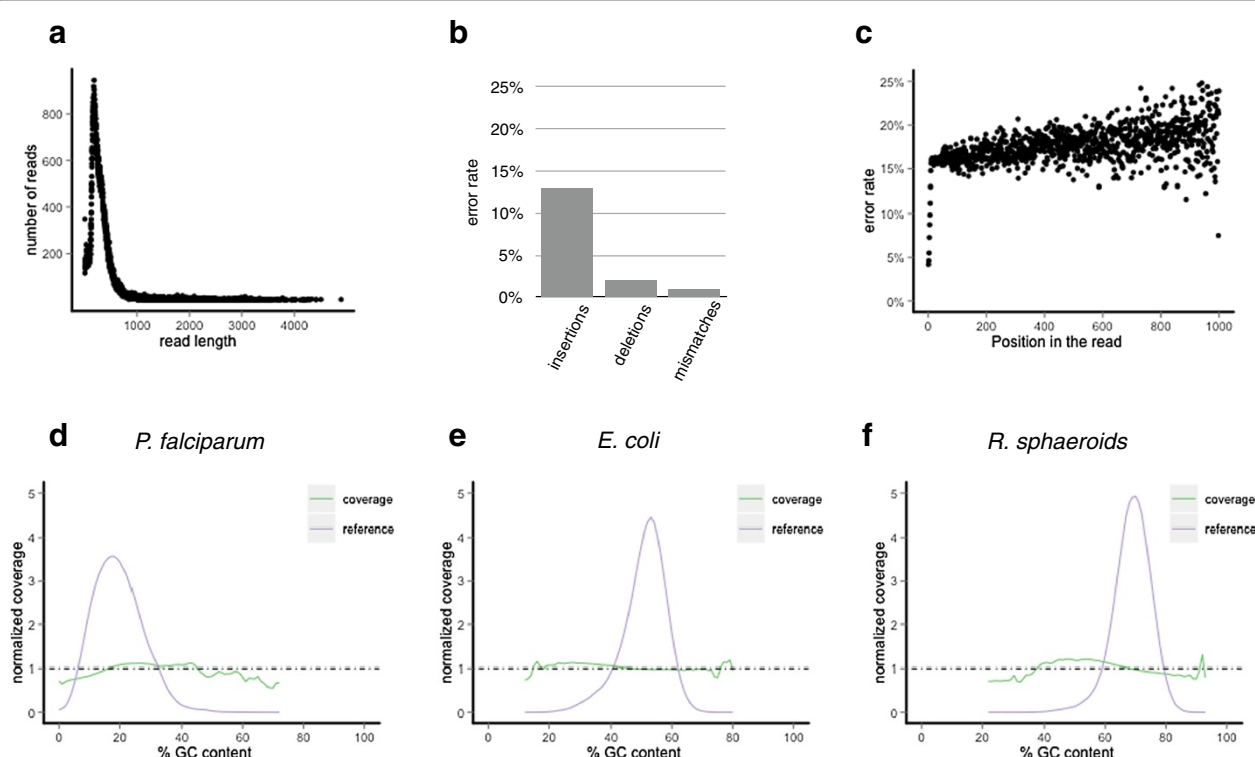 a
number of reads
800
600
400
200
1000 2000 3000 4000
read length
b
error rate
25%
20%
15%
10%
5%
0%
insertions
deletions
mismatches
c
error rate
25%
20%
15%
10%
5%
0%
0 200 400 600 800 1000
Position in the read
d
P. falciparum
normalized coverage
5
4
3
2
1
0
coverage
reference
0 20 40 60 80 100
% GC content
e
E. coli
normalized coverage
5
4
3
2
1
0
coverage
reference
0 20 40 60 80 100
% GC content
f
R. sphaeroids
normalized coverage
5
4
3
2
1
0
coverage
reference
0 20 40 60 80 100
% GC content